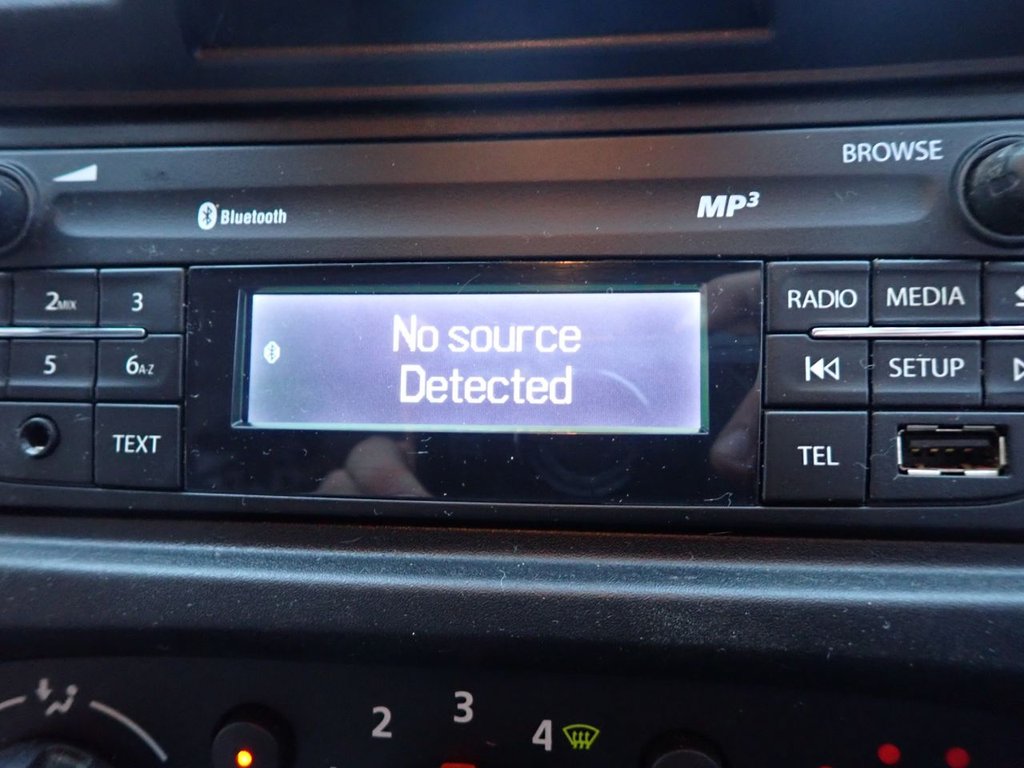 BROWSE
Bluetooth
MP3
2MIX
3
RADIO
MEDIA
No source
Detected
5
6A-Z
SETUP
TEXT
TEL
2
3
4